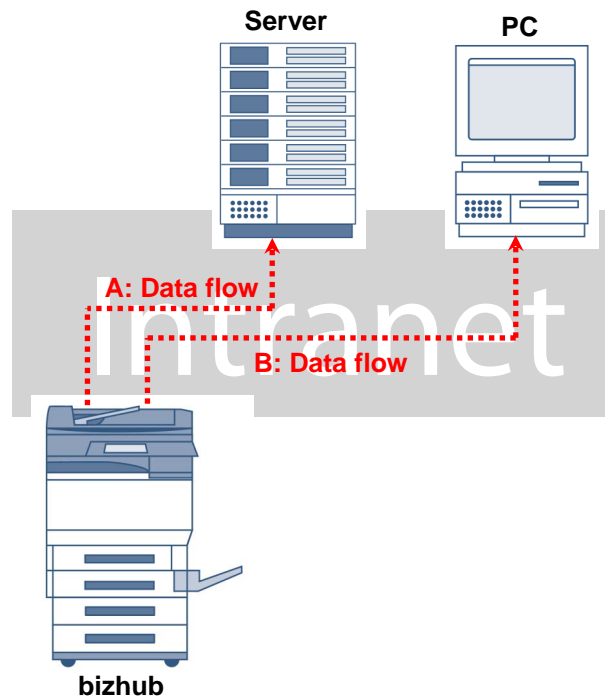 Server
PC
A: Data flow
Intranet
B: Data flow
bizhub